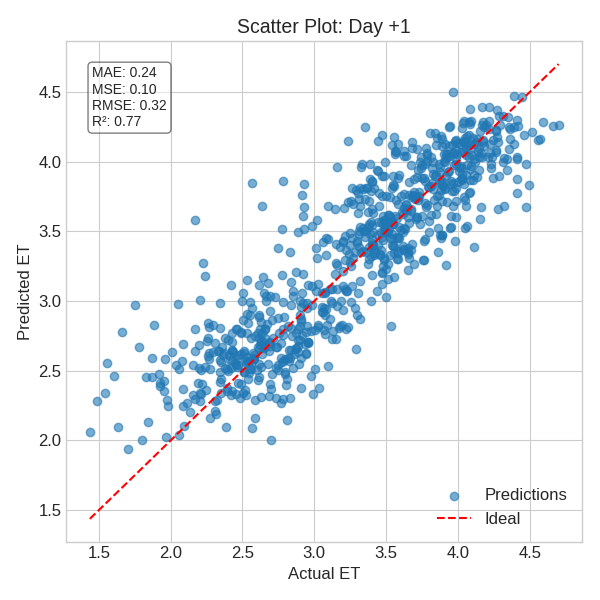 Scatter Plot: Day +1
MAE: 0.24
MSE: 0.10
RMSE: 0.32
R²: 0.77
Predicted ET
4.5
4.0
3.5
3.0
2.5
2.0
1.5
1.5 2.0 2.5 3.0 3.5 4.0 4.5
Actual ET
Predictions
Ideal